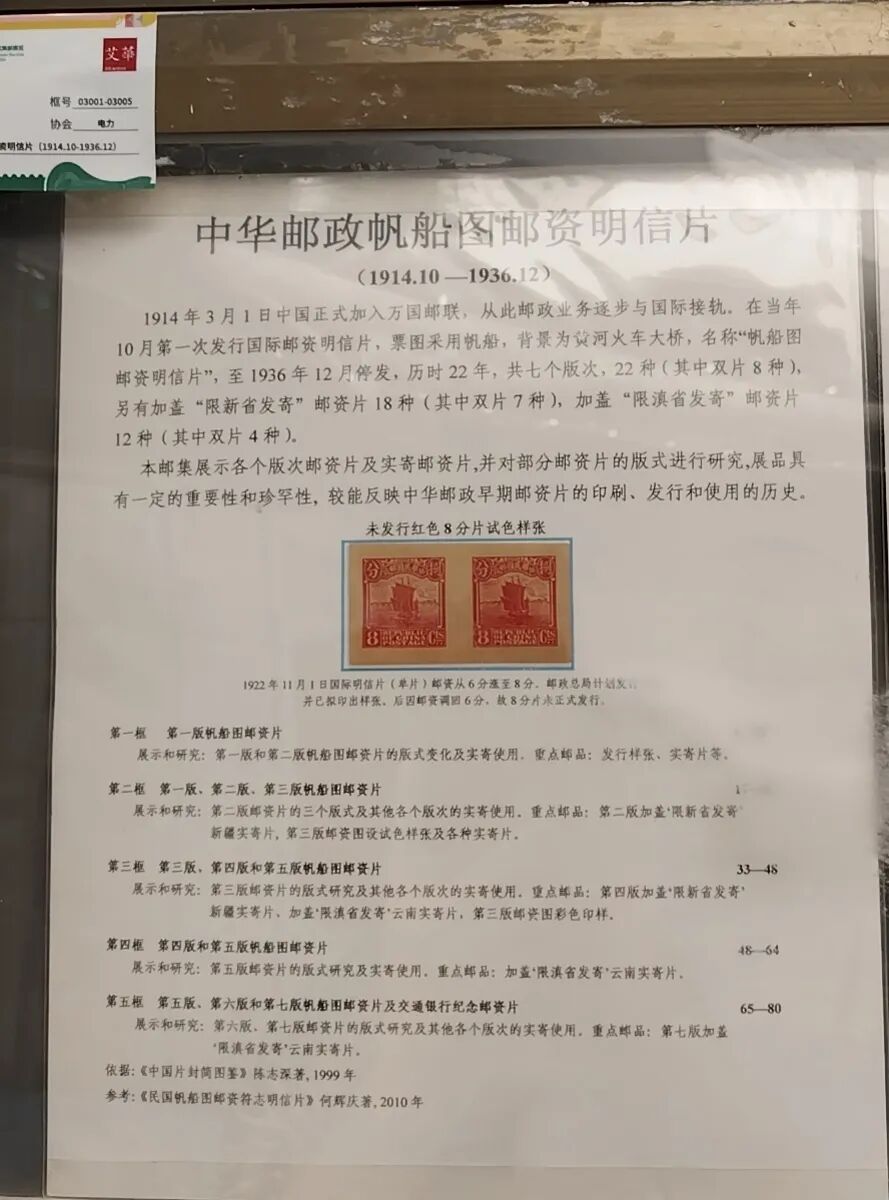 艾華
框号 03001-03005
协会 电力
明信片（1914.10-1936.12）
中华邮政帆船图邮资明信片
（1914.10 —1936.12）
1914 年 3 月 1 日中国正式加入万国邮联，从此邮政业务逐步与国际接轨。在当年
10 月第一次发行国际邮资明信片，票图采用帆船，背景为黄河火车大桥，名称“帆船图
邮资明信片”，至 1936 年 12 月停发，历时 22 年，共七个版次，22 种（其中双片 8 种），
另有加盖“限新省发寄”邮资片 18 种（其中双片 7 种），加盖“限滇省发寄”邮资片
12 种（其中双片 4 种）。
本邮集展示各个版次邮资片及实寄邮资片，并对部分邮资片的版式进行研究，展品具
有一定的重要性和珍罕性，较能反映中华邮政早期邮资片的印刷、发行和使用的历史。
未发行红色 8 分片试色样张
8 REPUBLIC OF CHINA POSTAGE Cts 8 REPUBLIC OF CHINA POSTAGE Cts
1922 年 11 月 1 日国际明信片（单片）邮资从 6 分涨至 8 分，邮政总局计划发
并已拟印出样张，后因邮资调回 6 分，故 8 分片未正式发行。
第一框 第一版帆船图邮资片
展示和研究：第一版和第二版帆船图邮资片的版式变化及实寄使用。重点邮品：发行样张、实寄片等。
第二框 第一版、第二版、第三版帆船图邮资片
展示和研究：第二版邮资片的三个版式及其他各个版次的实寄使用。重点邮品：第二版加盖‘限新省发寄’
新疆实寄片，第三版邮资图设试色样张及各种实寄片。
第三框 第三版、第四版和第五版帆船图邮资片 33—48
展示和研究：第三版邮资片的版式研究及其他各个版次的实寄使用。重点邮品：第四版加盖‘限新省发寄’
新疆实寄片、加盖‘限滇省发寄’云南实寄片，第三版邮资图彩色印样。
第四框 第四版和第五版帆船图邮资片 48—64
展示和研究：第五版邮资片的版式研究及实寄使用。重点邮品：加盖‘限滇省发寄’云南实寄片。
第五框 第五版、第六版和第七版帆船图邮资片及交通银行纪念邮资片 65—80
展示和研究：第六版、第七版邮资片的版式研究及其他各个版次的实寄使用。重点邮品：第七版加盖
‘限滇省发寄’云南实寄片。
依据：《中国片封简图鉴》陈志深著，1999 年
参考：《民国帆船图邮资符志明信片》何辉庆著，2010 年